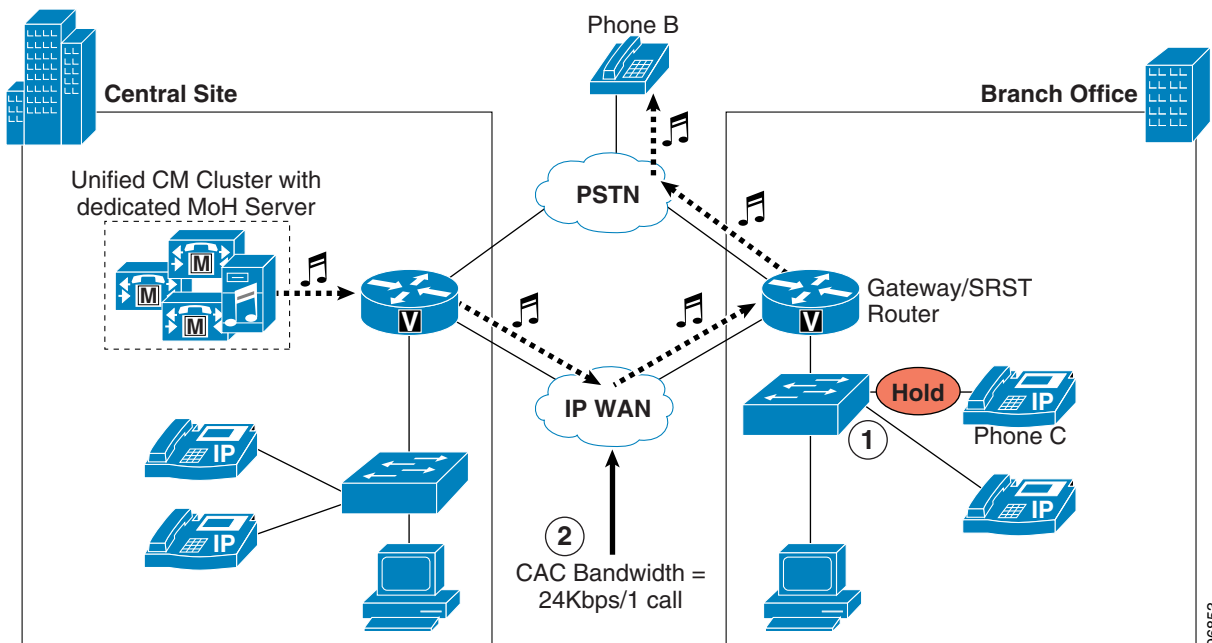 Phone B
Central Site
Branch Office
Unified CM Cluster with
dedicated MoH Server
PSTN
M
M
M
V
V
Gateway/SRST
Router
IP WAN
Hold
IP
Phone C
1
IP
IP
IP
2
CAC Bandwidth =
24Kbps/1 call